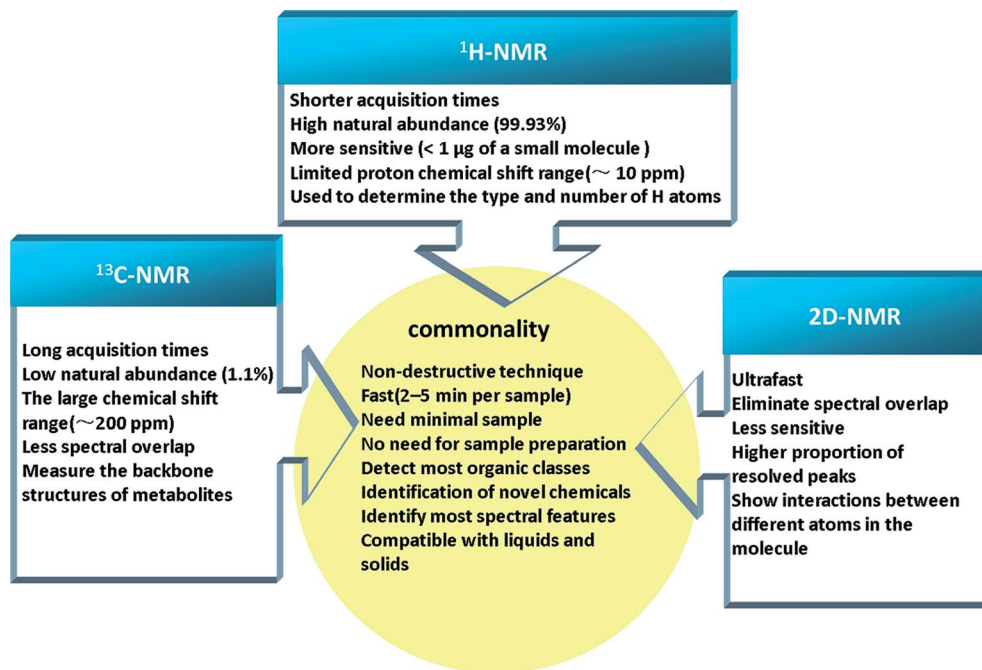 ¹H-NMR
Shorter acquisition times
High natural abundance (99.93%)
More sensitive (< 1 μg of a small molecule )
Limited proton chemical shift range(～ 10 ppm)
Used to determine the type and number of H atoms
¹³C-NMR
Long acquisition times
Low natural abundance (1.1%)
The large chemical shift
range(～200 ppm)
Less spectral overlap
Measure the backbone
structures of metabolites
commonality
Non-destructive technique
Fast(2–5 min per sample)
Need minimal sample
No need for sample preparation
Detect most organic classes
Identification of novel chemicals
Identify most spectral features
Compatible with liquids and
solids
2D-NMR
Ultrafast
Eliminate spectral overlap
Less sensitive
Higher proportion of
resolved peaks
Show interactions between
different atoms in the
molecule